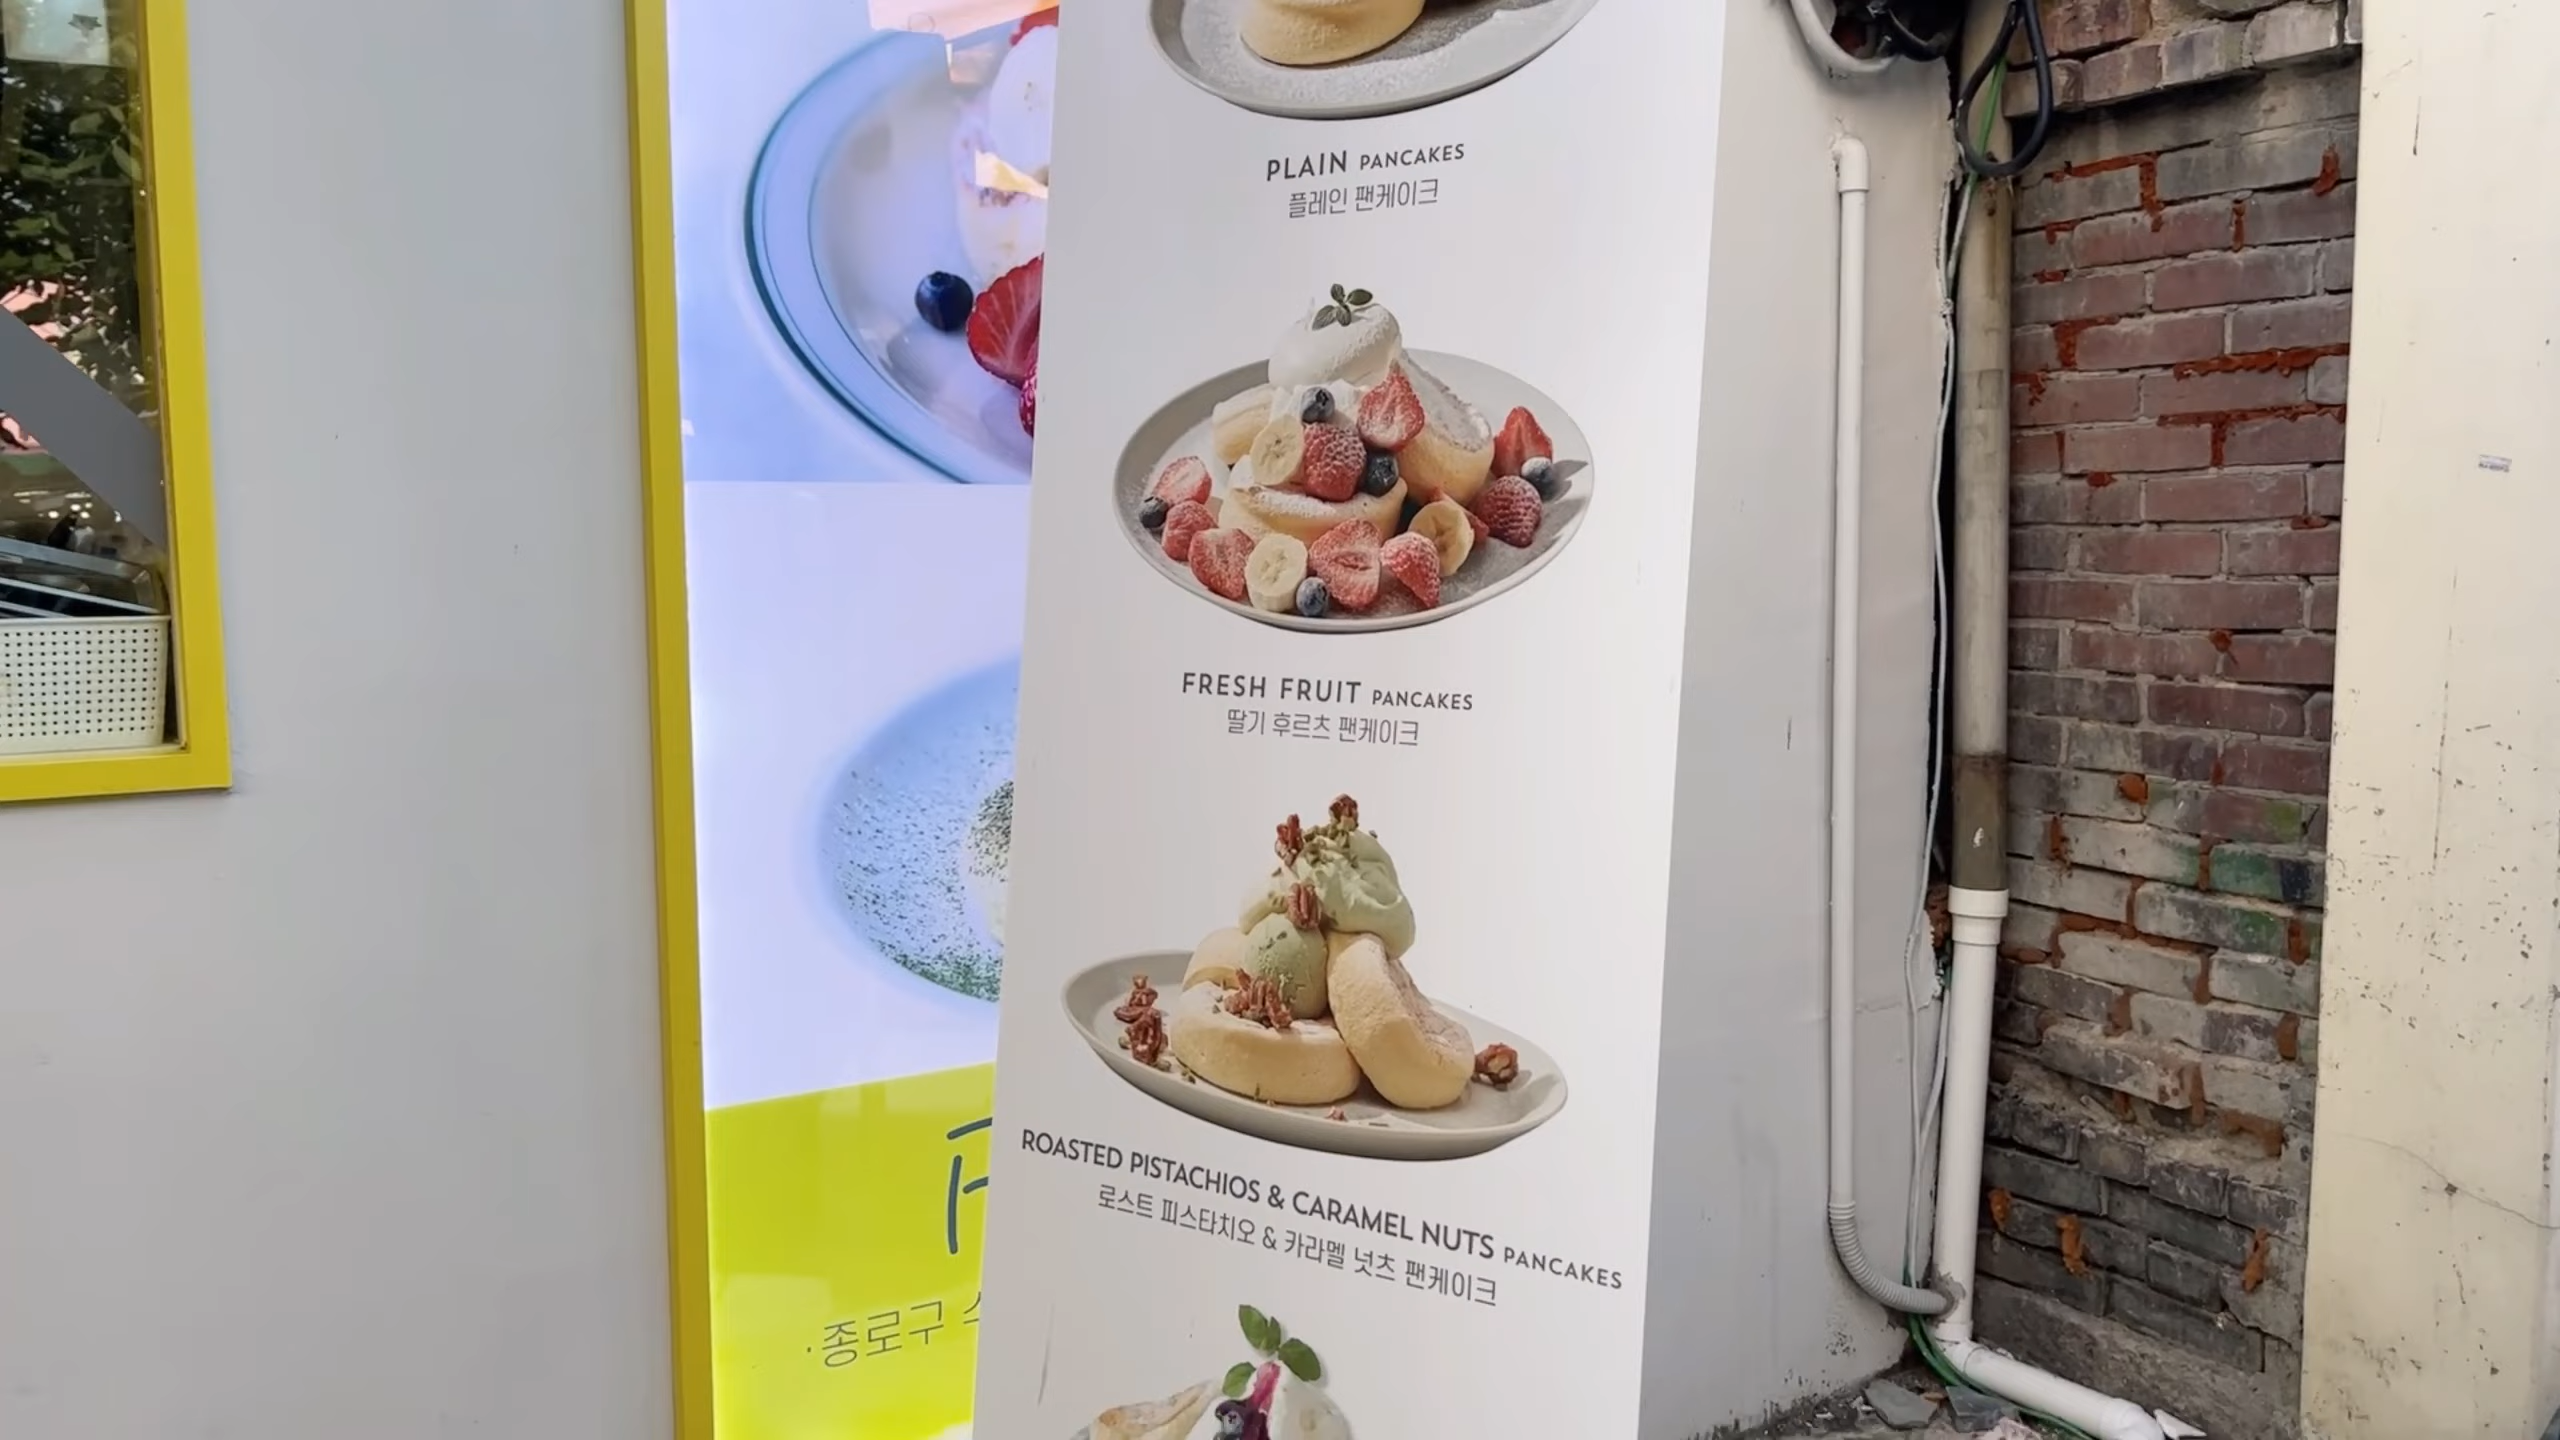 PLAIN PANCAKES
플레인 팬케이크
FRESH FRUIT PANCAKES
딸기 후르츠 팬케이크
ROASTED PISTACHIOS & CARAMEL NUTS PANCAKES
로스트 피스타치오 & 카라멜 넛츠 팬케이크
·종로구